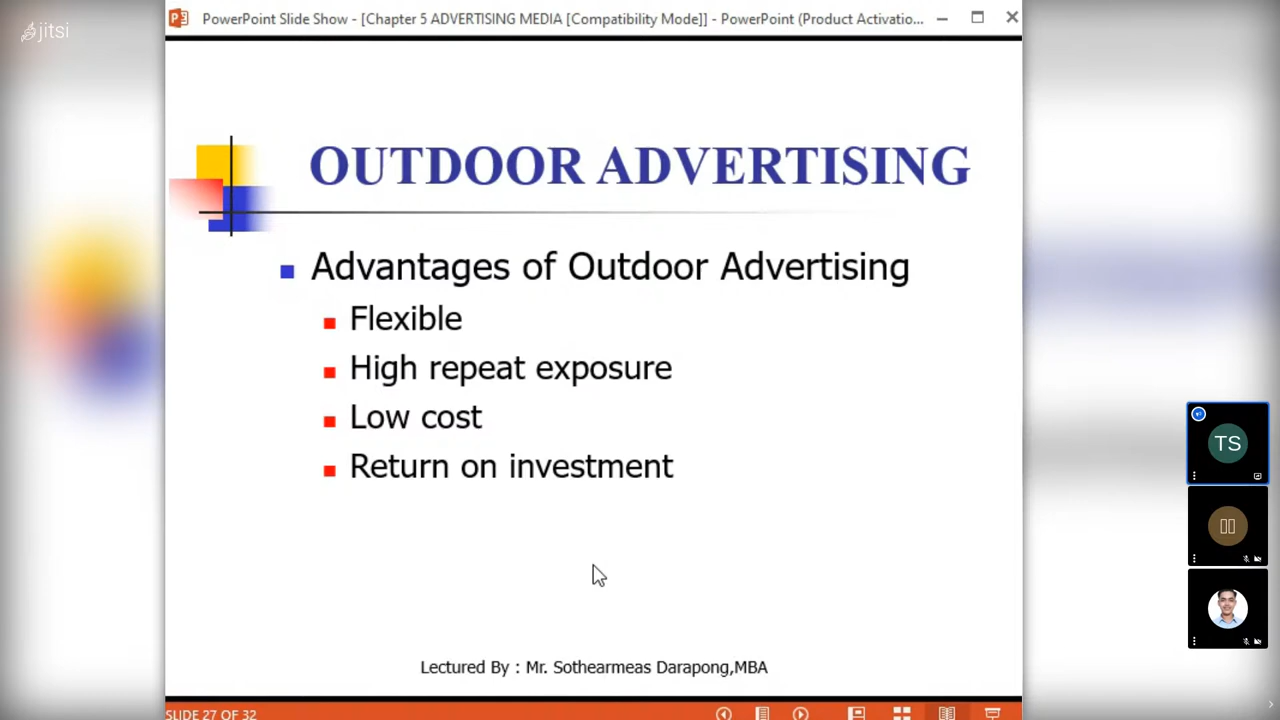 PowerPoint Slide Show - [Chapter 5 ADVERTISING MEDIA [Compatibility Mode]] - PowerPoint (Product Activatio...
jitsi
OUTDOOR ADVERTISING
Advantages of Outdoor Advertising
Flexible
High repeat exposure
Low cost
Return on investment
TS
Lectured By : Mr. Sothearmeas Darapong,MBA
SLIDE 27 OF 32